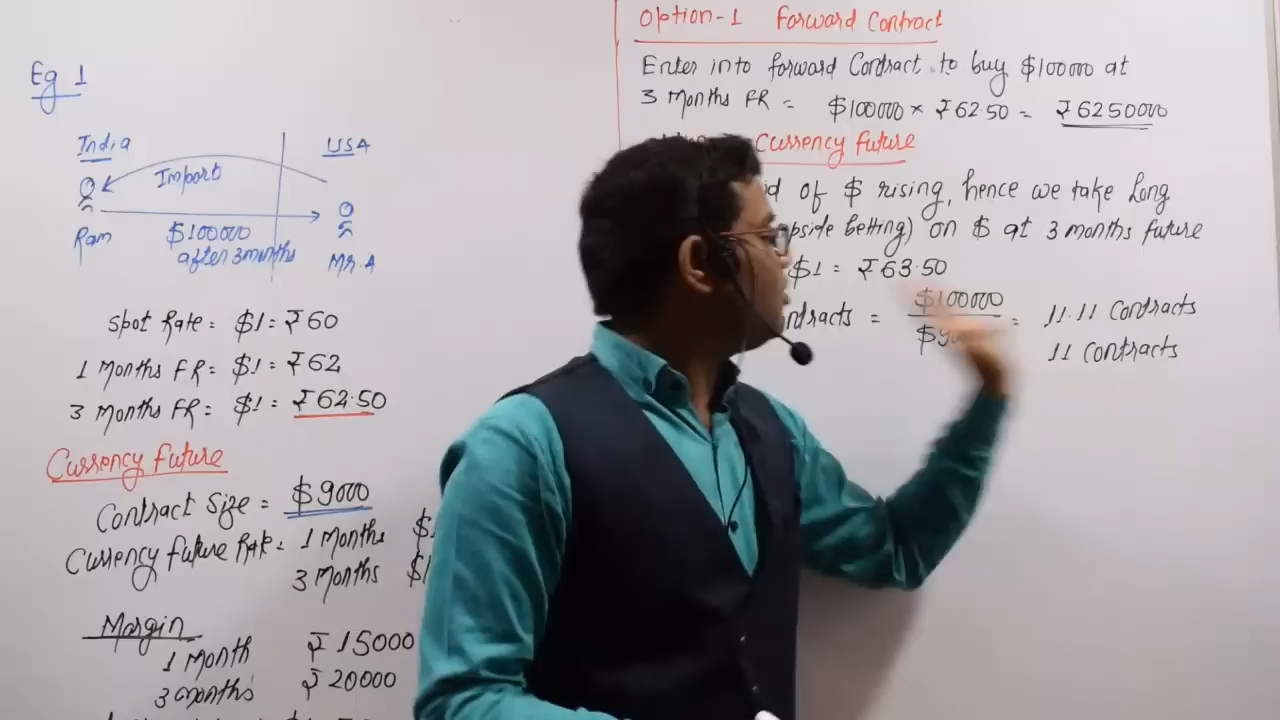 Eg 1
India
USA
Import
Ram
$100000
after 3 months
Mr. A
Spot Rate = $1 = ₹60
1 Months FR = $1 = ₹62
3 Months FR = $1 = ₹62.50
Currency Future
Contract Size = $9000
Currency Future Rate = 1 Months $
3 Months $1
Margin
1 Month ₹15000
3 months ₹20000
Option-1 Forward Contract
Enter into forward Contract to buy $100000 at
3 Months FR = $100000 × ₹62.50 = ₹6250000
Currency Future
of $ rising, hence we take Long
betting) on $ at 3 months future
$1 = ₹63.50
= $100000 = 11.11 Contracts
11 Contracts